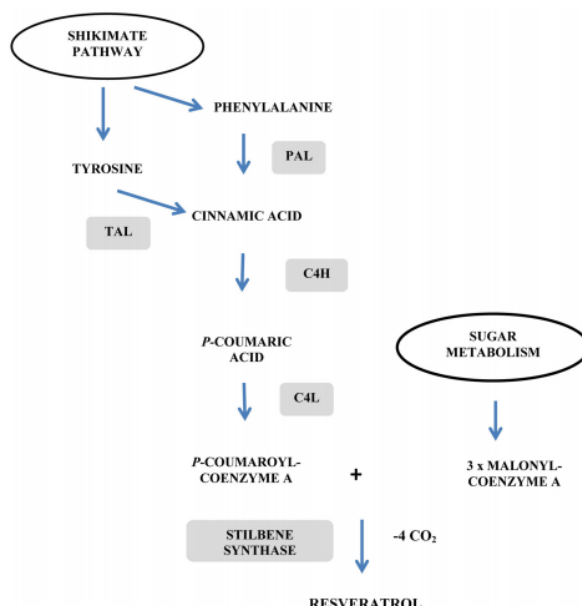 SHIKIMATE
PATHWAY
PHENYLALANINE
PAL
TYROSINE
CINNAMIC ACID
TAL
C4H
P-COUMARIC
ACID
SUGAR
METABOLISM
C4L
P-COUMAROYL-
COENZYME A
+
3 x MALONYL-
COENZYME A
STILBENE
SYNTHASE
-4 CO₂
RESVERATROL